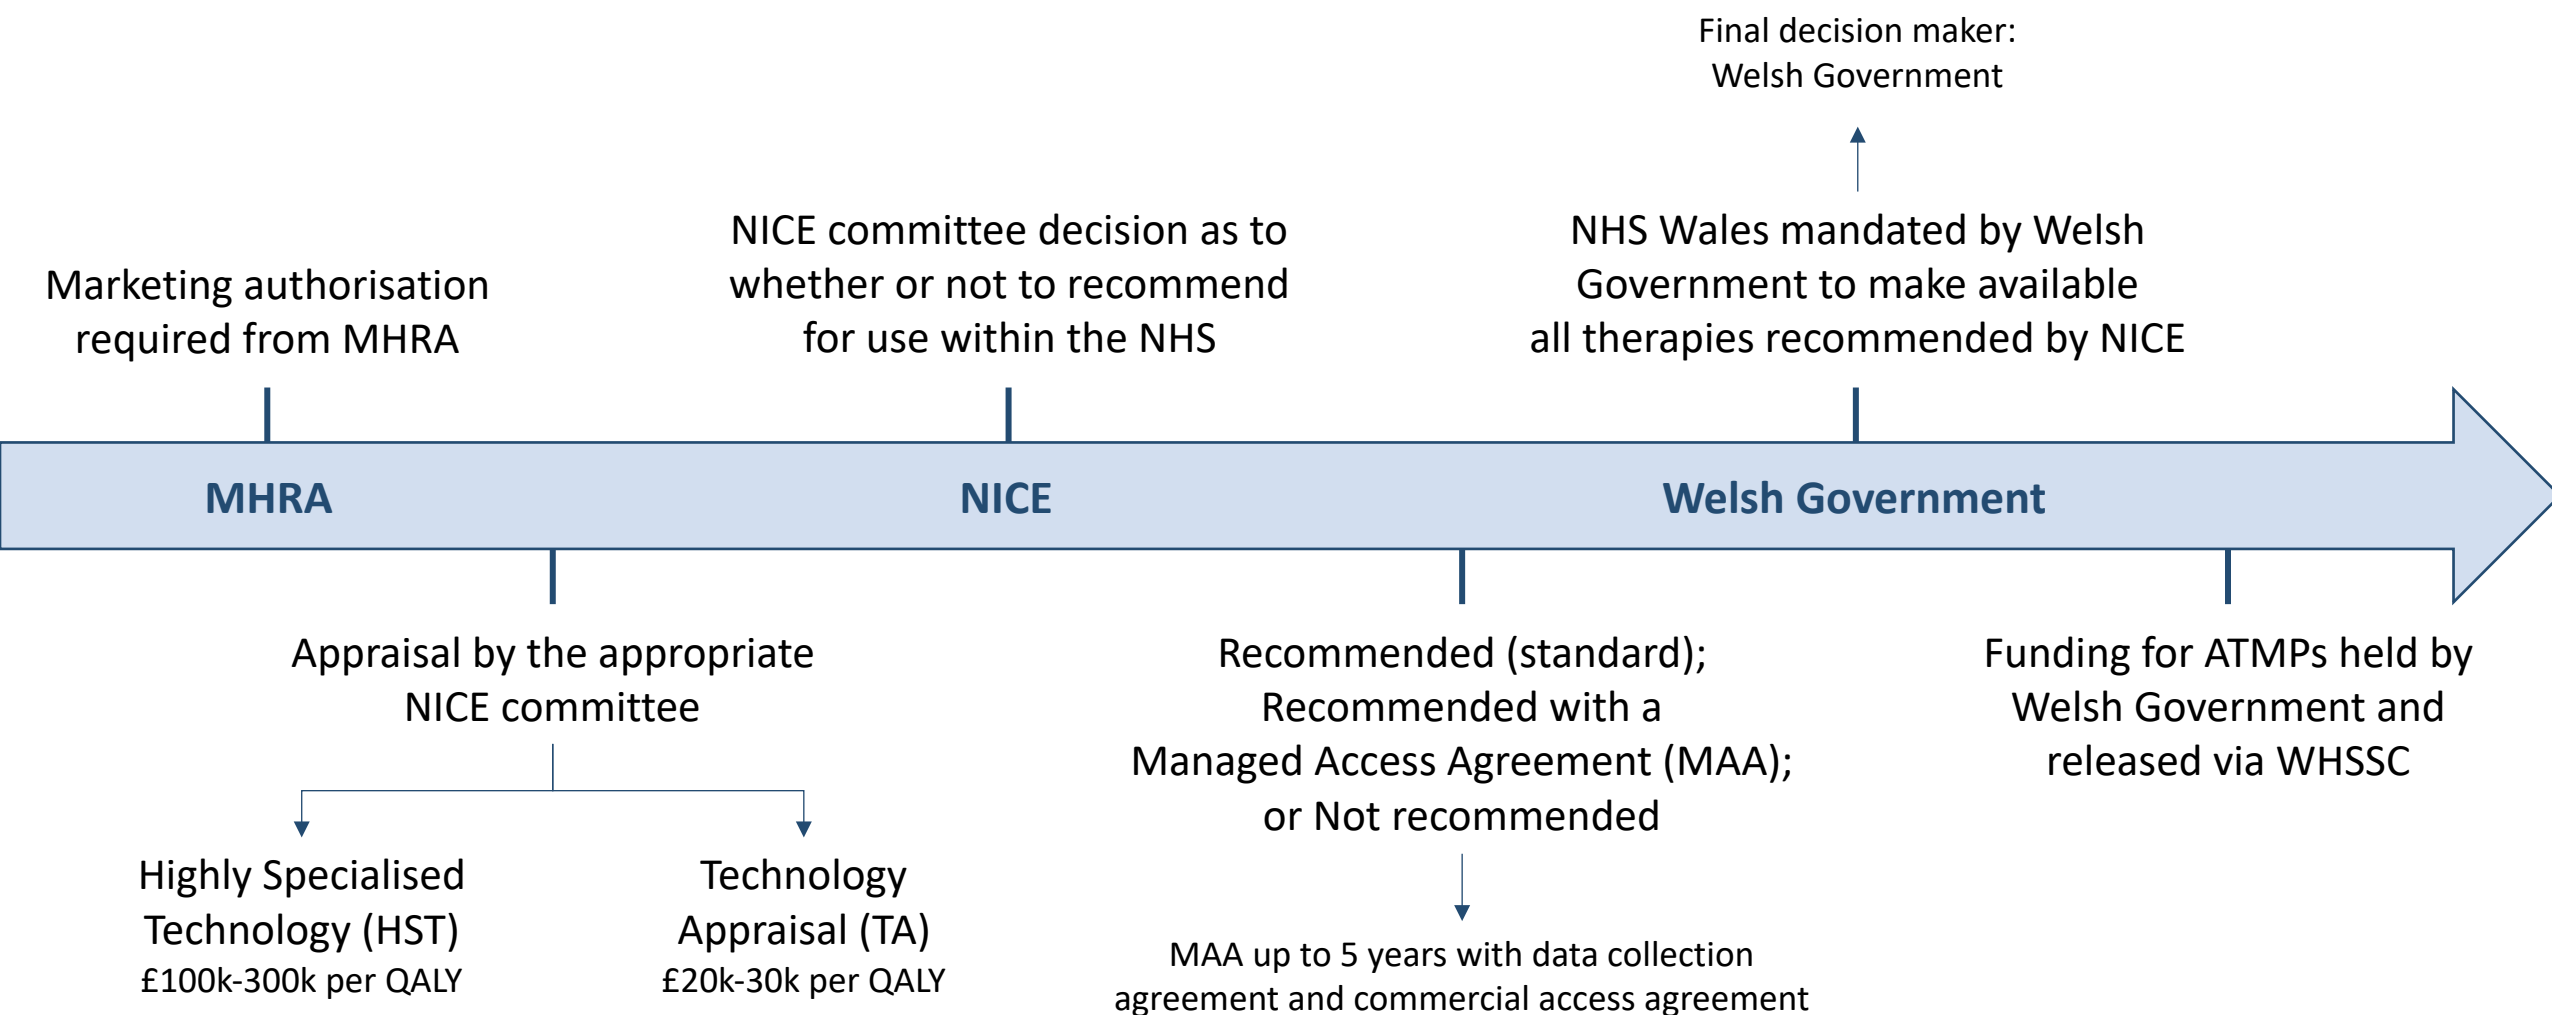 Final decision maker:
Welsh Government
Marketing authorisation
required from MHRA
NICE committee decision as to
whether or not to recommend
for use within the NHS
NHS Wales mandated by Welsh
Government to make available
all therapies recommended by NICE
MHRA
NICE
Welsh Government
Appraisal by the appropriate
NICE committee
Highly Specialised
Technology (HST)
£100k-300k per QALY
Technology
Appraisal (TA)
£20k-30k per QALY
Recommended (standard);
Recommended with a
Managed Access Agreement (MAA);
or Not recommended
MAA up to 5 years with data collection
agreement and commercial access agreement
Funding for ATMPs held by
Welsh Government and
released via WHSSC